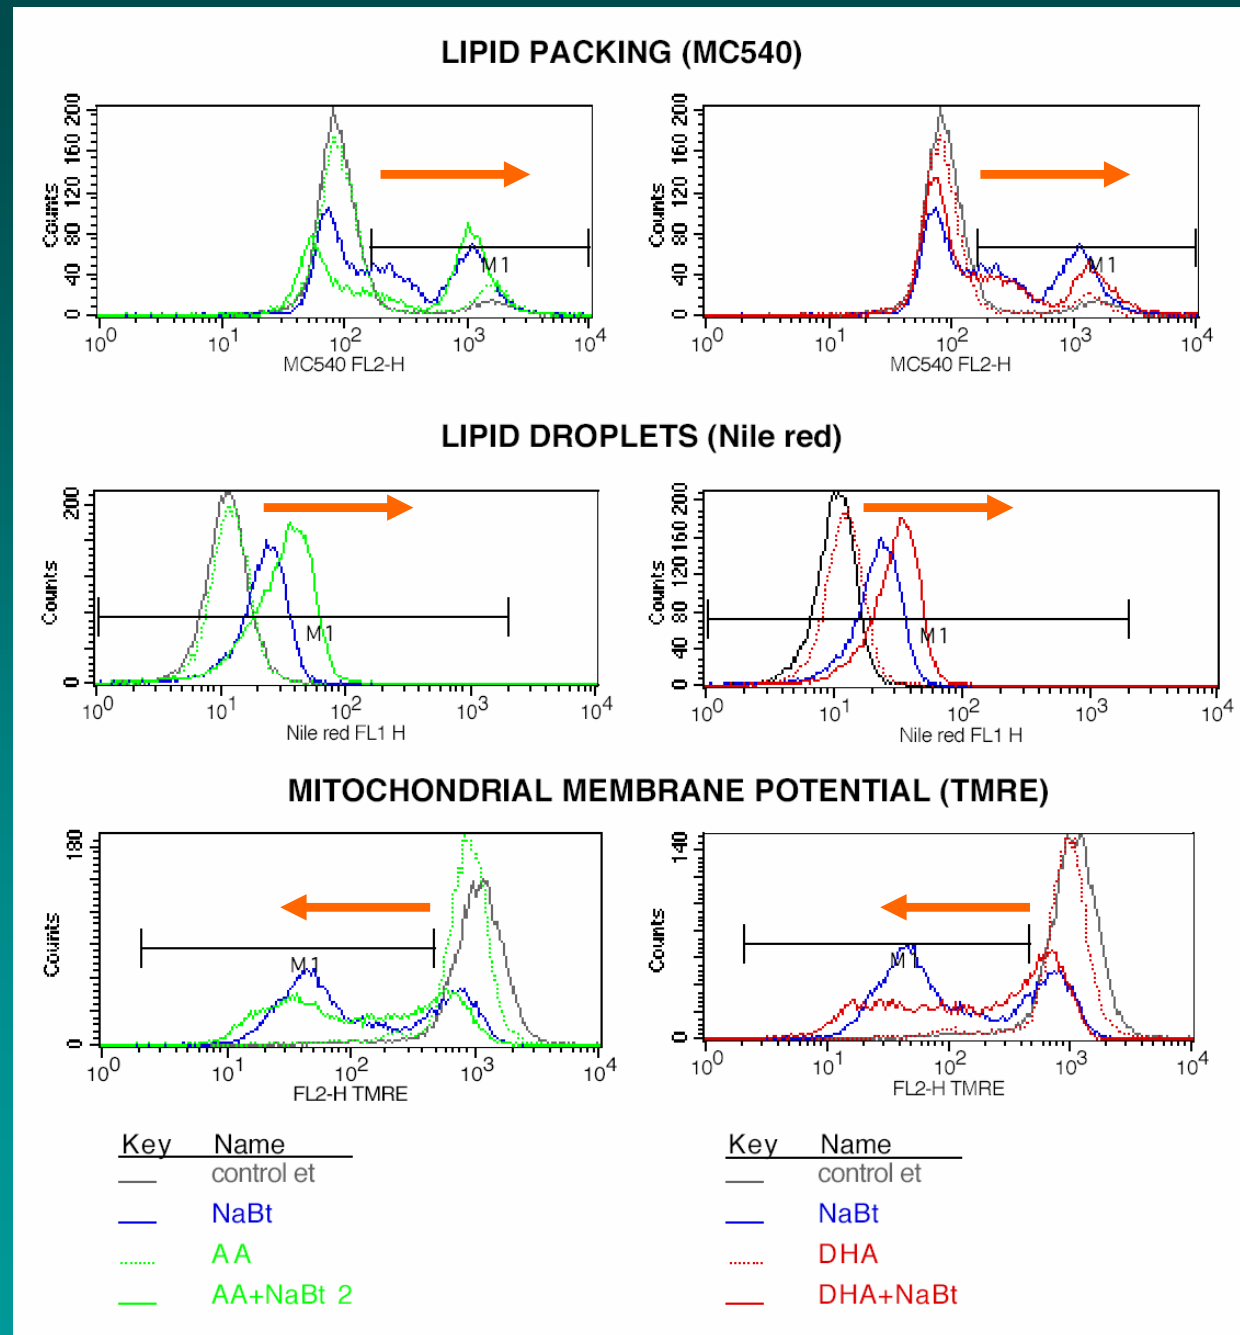 LIPID PACKING (MC540)
Counts
0 40 80 120 160 200
M1
10^0 10^1 10^2 10^3 10^4
MC540 FL2-H
Counts
0 40 80 120 160 200
M1
10^0 10^1 10^2 10^3 10^4
MC540 FL2-H
LIPID DROPLETS (Nile red)
Counts
0 200
M1
10^0 10^1 10^2 10^3 10^4
Nile red FL1 H
Counts
0 40 80 120 160 200
M1
10^0 10^1 10^2 10^3 10^4
Nile red FL1 H
MITOCHONDRIAL MEMBRANE POTENTIAL (TMRE)
Counts
0 180
M1
10^0 10^1 10^2 10^3 10^4
FL2-H TMRE
Counts
0 140
M1
10^0 10^1 10^2 10^3 10^4
FL2-H TMRE
Key Name
control et
NaBt
AA
AA+NaBt 2
Key Name
control et
NaBt
DHA
DHA+NaBt